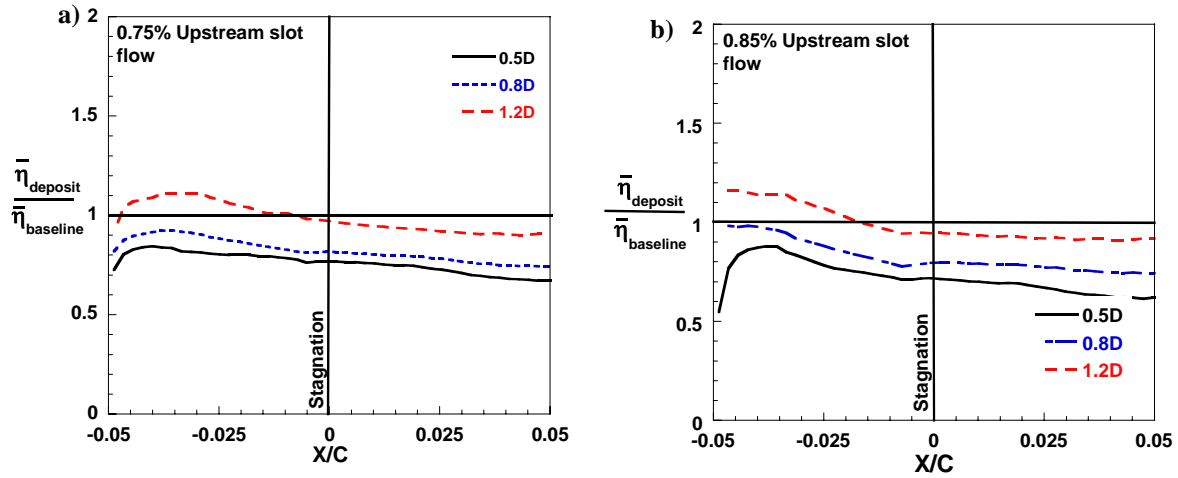 a)
2
0.75% Upstream slot
flow
0.5D
0.8D
1.2D
1.5
η̅deposit
η̅baseline
1
0.5
0
Stagnation
-0.05
-0.025
0
0.025
0.05
X/C
b)
2
0.85% Upstream slot
flow
1.5
η̅deposit
η̅baseline
1
0.5
0
Stagnation
0.5D
0.8D
1.2D
-0.05
-0.025
0
0.025
0.05
X/C